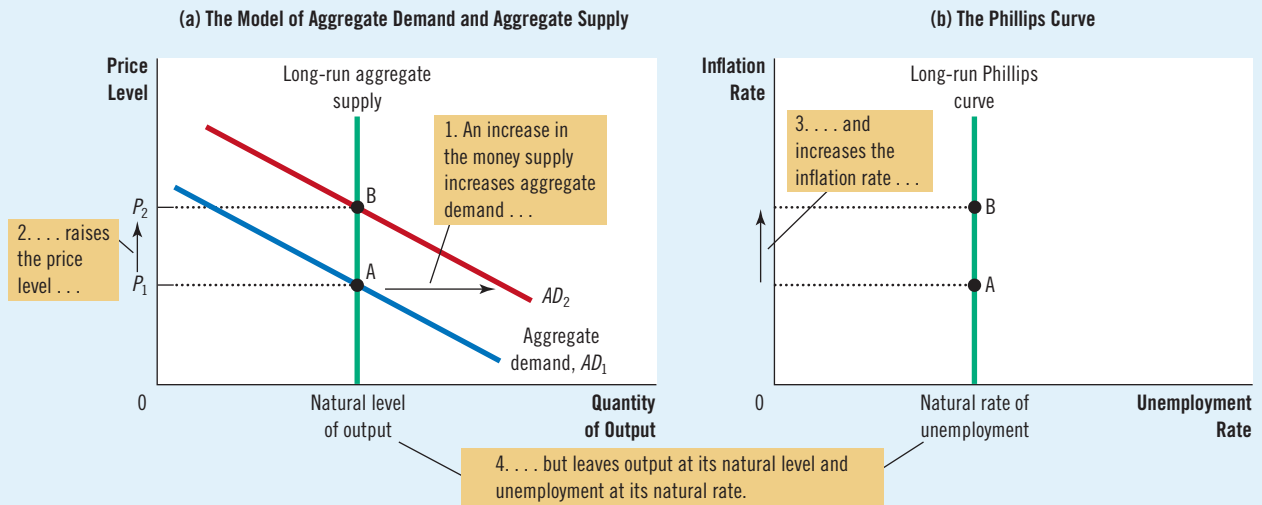 (a) The Model of Aggregate Demand and Aggregate Supply
Price
Level
Long-run aggregate
supply
1. An increase in
the money supply
increases aggregate
demand . . .
2. . . . raises
the price
level . . .
P2
P1
B
A
AD2
Aggregate
demand, AD1
0
Natural level
of output
Quantity
of Output
(b) The Phillips Curve
Inflation
Rate
Long-run Phillips
curve
3. . . . and
increases the
inflation rate . . .
B
A
0
Natural rate of
unemployment
Unemployment
Rate
4. . . . but leaves output at its natural level and
unemployment at its natural rate.